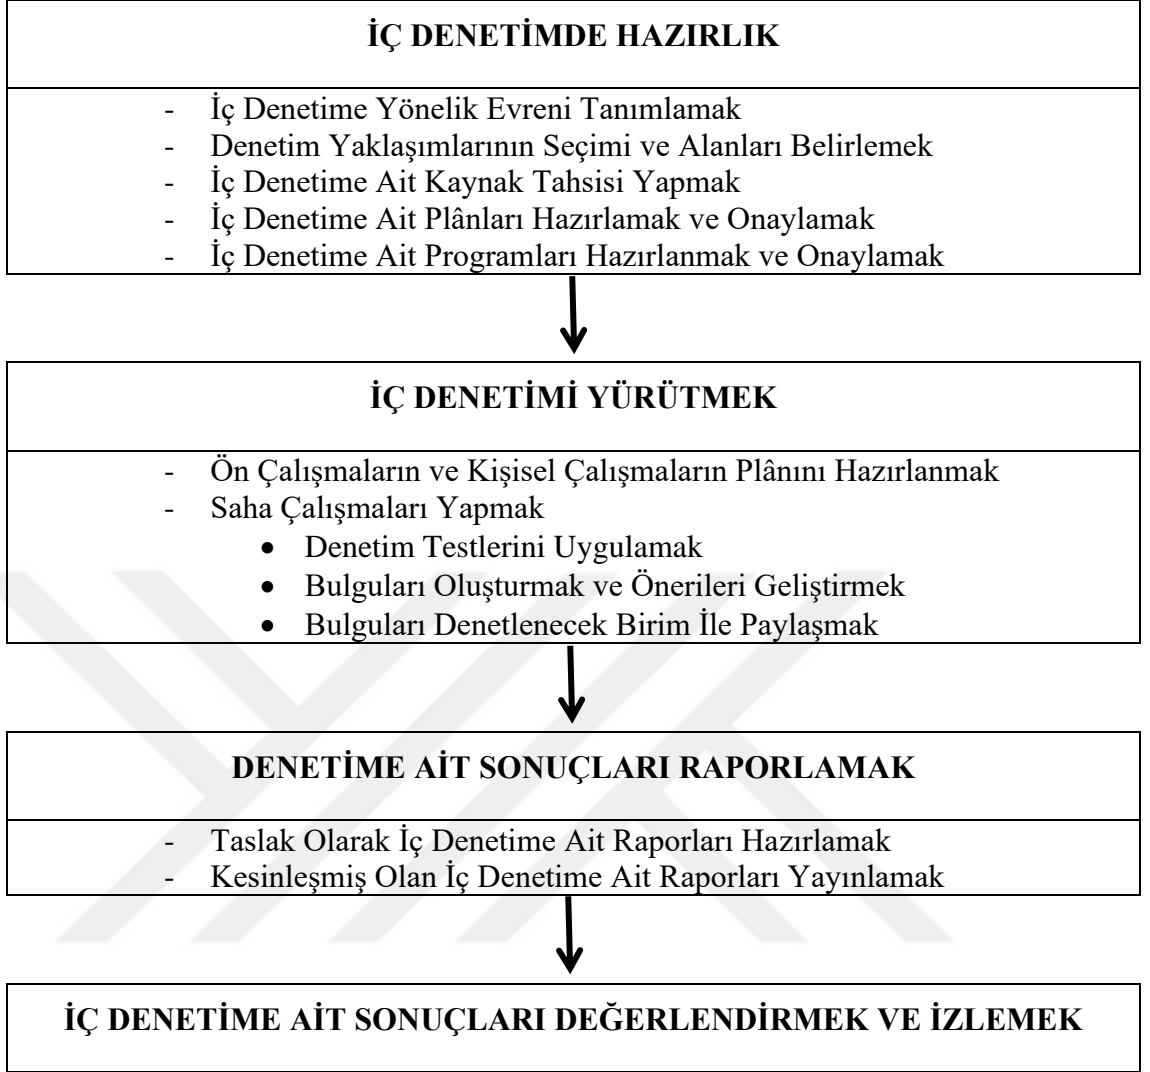 İÇ DENETİMDE HAZIRLIK
- İç Denetime Yönelik Evreni Tanımlamak
- Denetim Yaklaşımlarının Seçimi ve Alanları Belirlemek
- İç Denetime Ait Kaynak Tahsisi Yapmak
- İç Denetime Ait Plânları Hazırlamak ve Onaylamak
- İç Denetime Ait Programları Hazırlanmak ve Onaylamak
İÇ DENETİMİ YÜRÜTMEK
- Ön Çalışmaların ve Kişisel Çalışmaların Plânını Hazırlanmak
- Saha Çalışmaları Yapmak
• Denetim Testlerini Uygulamak
• Bulguları Oluşturmak ve Önerileri Geliştirmek
• Bulguları Denetlenecek Birim İle Paylaşmak
DENETİME AİT SONUÇLARI RAPORLAMAK
- Taslak Olarak İç Denetime Ait Raporları Hazırlamak
- Kesinleşmiş Olan İç Denetime Ait Raporları Yayınlamak
İÇ DENETİME AİT SONUÇLARI DEĞERLENDİRMEK VE İZLEMEK